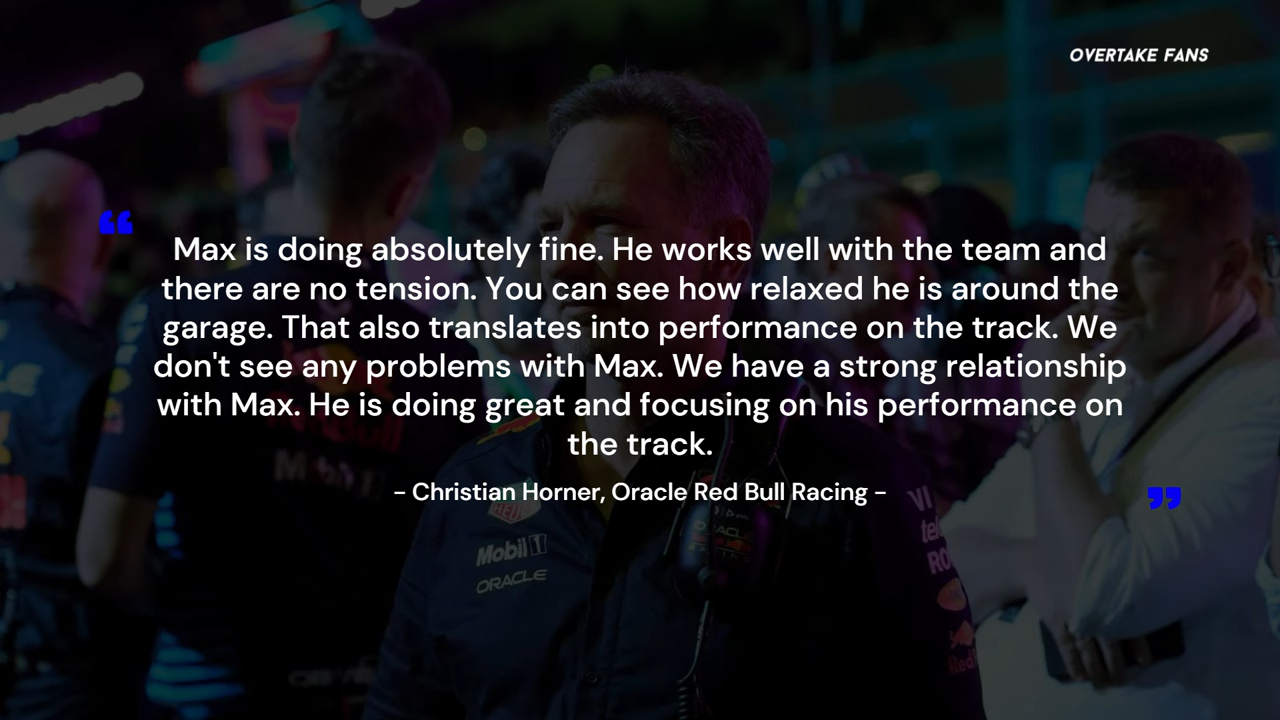 OVERTAKE FANS
“
Max is doing absolutely fine. He works well with the team and
there are no tension. You can see how relaxed he is around the
garage. That also translates into performance on the track. We
don't see any problems with Max. We have a strong relationship
with Max. He is doing great and focusing on his performance on
the track.
– Christian Horner, Oracle Red Bull Racing –
”
Mobil 1
ORACLE